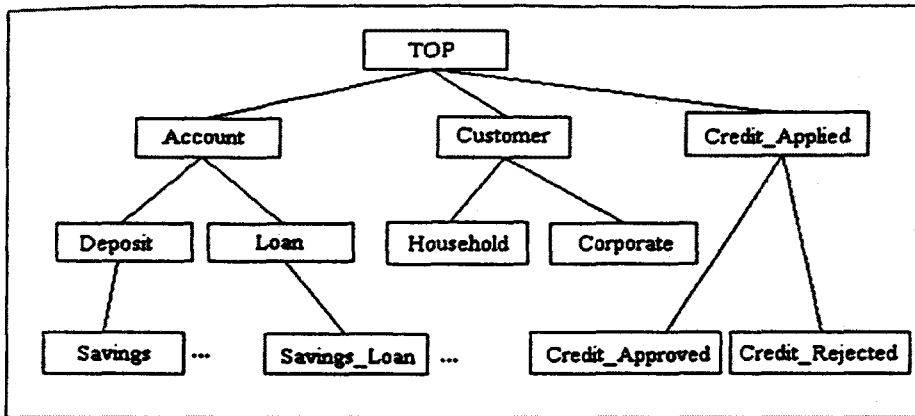 TOP
Account
Customer
Credit_Applied
Deposit
Loan
Household
Corporate
Savings
...
Savings_Loan
...
Credit_Approved
Credit_Rejected